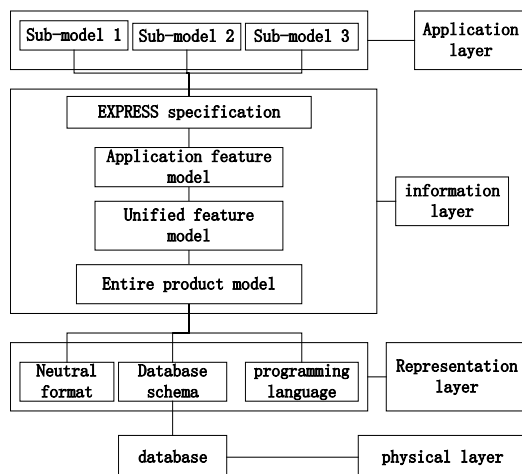 Sub-model 1
Sub-model 2
Sub-model 3
Application
layer
EXPRESS specification
Application feature
model
Unified feature
model
Entire product model
information
layer
Neutral
format
Database
schema
programming
language
Representation
layer
database
physical layer